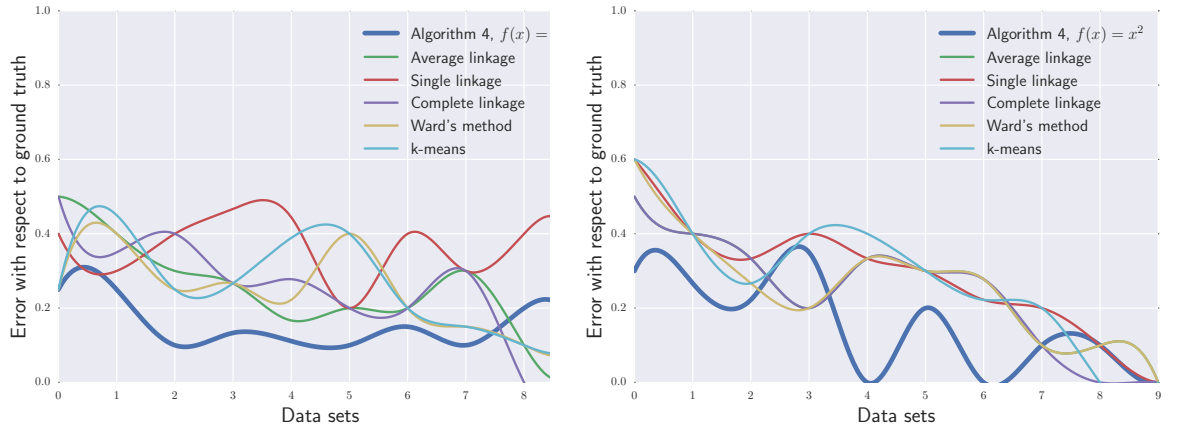 1.0
0.8
0.6
0.4
0.2
0.0
Error with respect to ground truth
0 1 2 3 4 5 6 7 8
Data sets
Algorithm 4, f(x) =
Average linkage
Single linkage
Complete linkage
Ward's method
k-means
1.0
0.8
0.6
0.4
0.2
0.0
Error with respect to ground truth
0 1 2 3 4 5 6 7 8 9
Data sets
Algorithm 4, f(x) = x²
Average linkage
Single linkage
Complete linkage
Ward's method
k-means